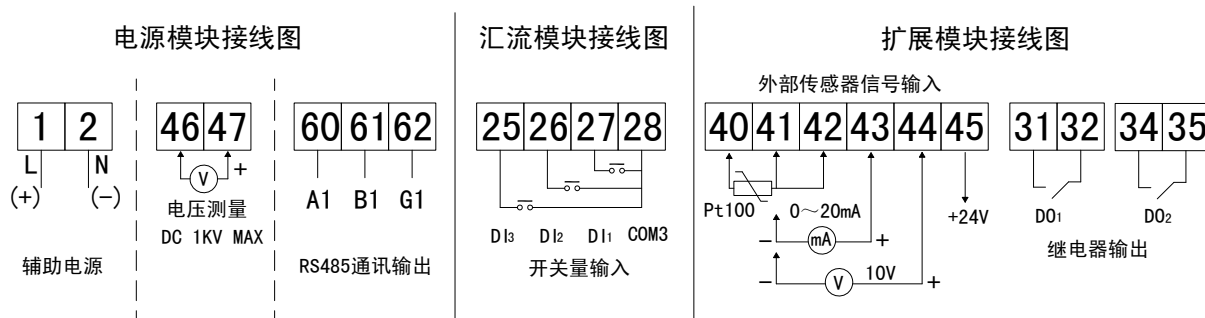 电源模块接线图
汇流模块接线图
扩展模块接线图
外部传感器信号输入
1 2
46 47
60 61 62
25 26 27 28
40 41 42 43 44 45
31 32
34 35
L N
(+) (-)
V +
电压测量
DC 1KV MAX
辅助电源
A1 B1 G1
RS485通讯输出
DI₃ DI₂ DI₁ COM3
开关量输入
Pt100
0～20mA
- mA +
- V 10V +
+24V
DO₁
DO₂
继电器输出